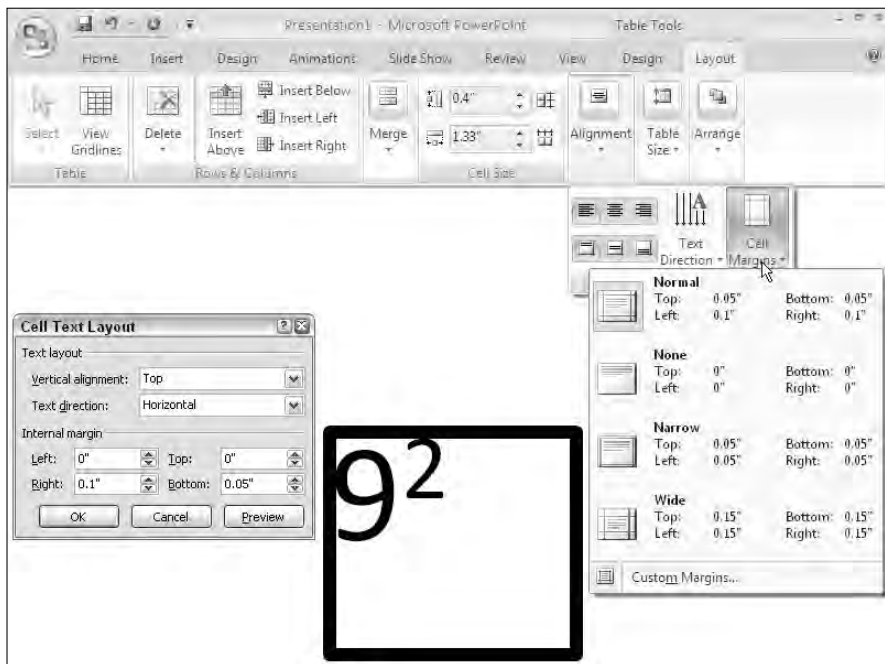 Presentation1 - Microsoft PowerPoint Table Tools
Home Insert Design Animations Slide Show Review View Design Layout
Select View Gridlines Delete Insert Above Insert Below Insert Left Insert Right Merge 0.4" 1.33" Alignment Table Size Arrange
Table Rows & Columns Cell Size
Text Direction Cell Margins
Normal
Top: 0.05" Bottom: 0.05"
Left: 0.1" Right: 0.1"
None
Top: 0" Bottom: 0"
Left: 0" Right: 0"
Narrow
Top: 0.05" Bottom: 0.05"
Left: 0.05" Right: 0.05"
Wide
Top: 0.15" Bottom: 0.15"
Left: 0.15" Right: 0.15"
Custom Margins...
Cell Text Layout
Text layout
Vertical alignment: Top
Text direction: Horizontal
Internal margin
Left: 0" Top: 0"
Right: 0.1" Bottom: 0.05"
OK Cancel Preview
9²